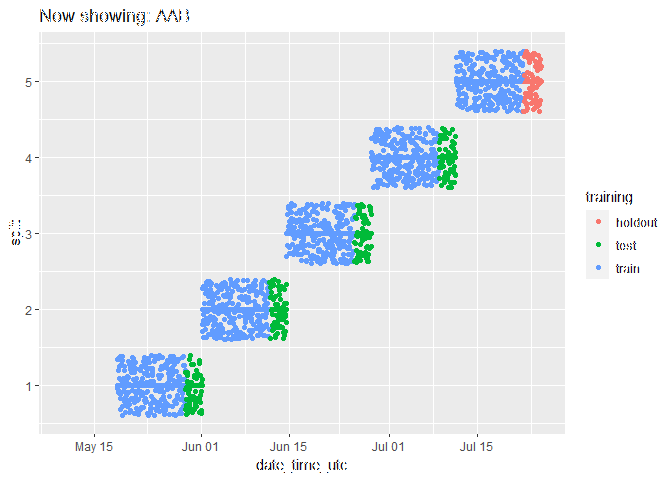 Now showing: AAB
5
4
3
2
1
split
May 15
Jun 01
Jun 15
Jul 01
Jul 15
date_time_utc
training
holdout
test
train